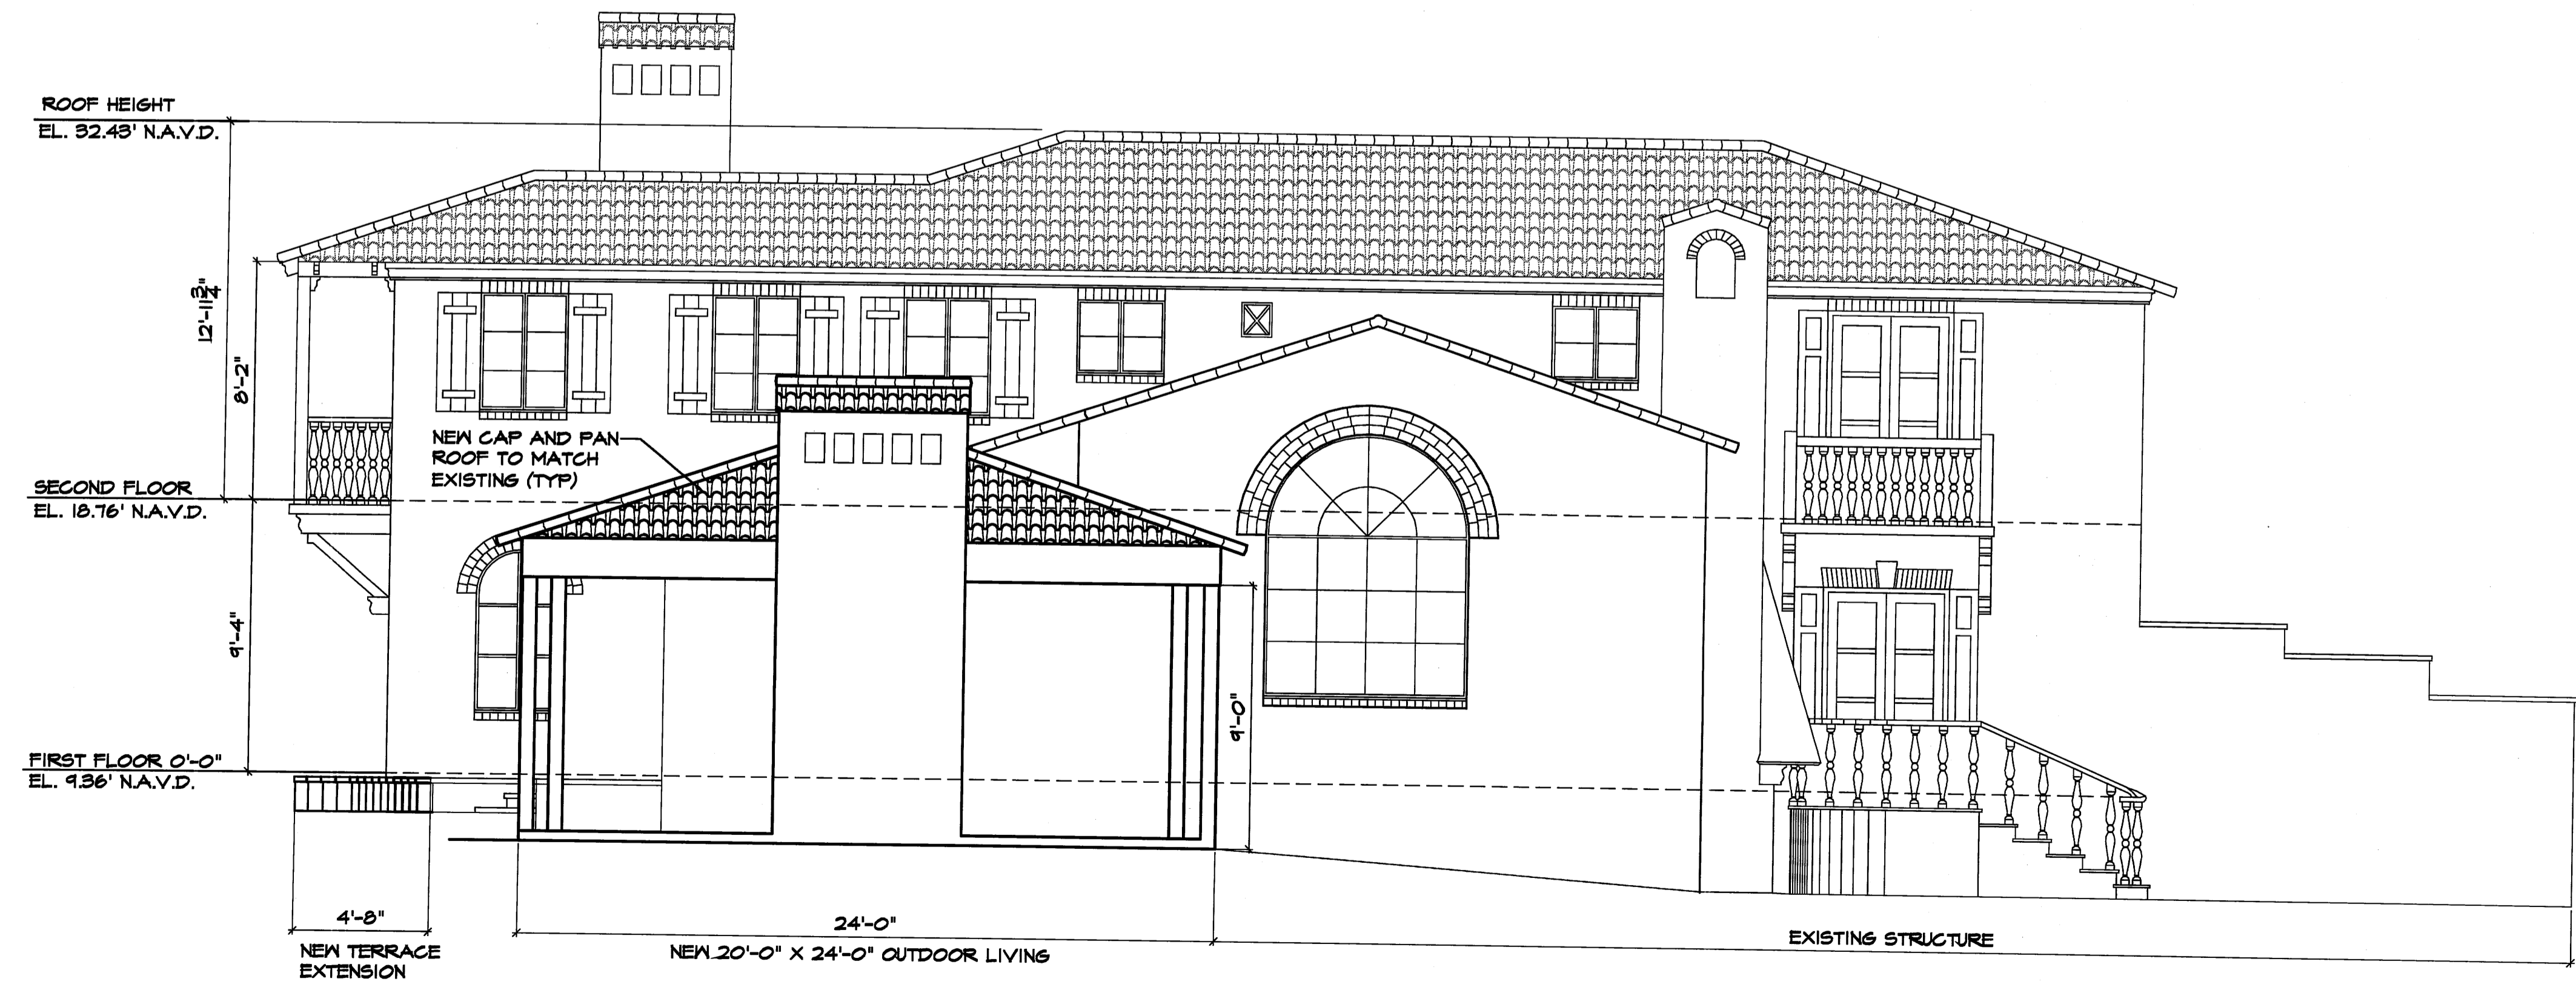 ROOF HEIGHT
EL. 32.43' N.A.V.D.
12'-11¾"
8'-2"
NEW CAP AND PAN
ROOF TO MATCH
EXISTING (TYP)
SECOND FLOOR
EL. 18.76' N.A.V.D.
9'-4"
9'-0"
FIRST FLOOR 0'-0"
EL. 9.36' N.A.V.D.
4'-8"
NEW TERRACE
EXTENSION
24'-0"
NEW 20'-0" X 24'-0" OUTDOOR LIVING
EXISTING STRUCTURE